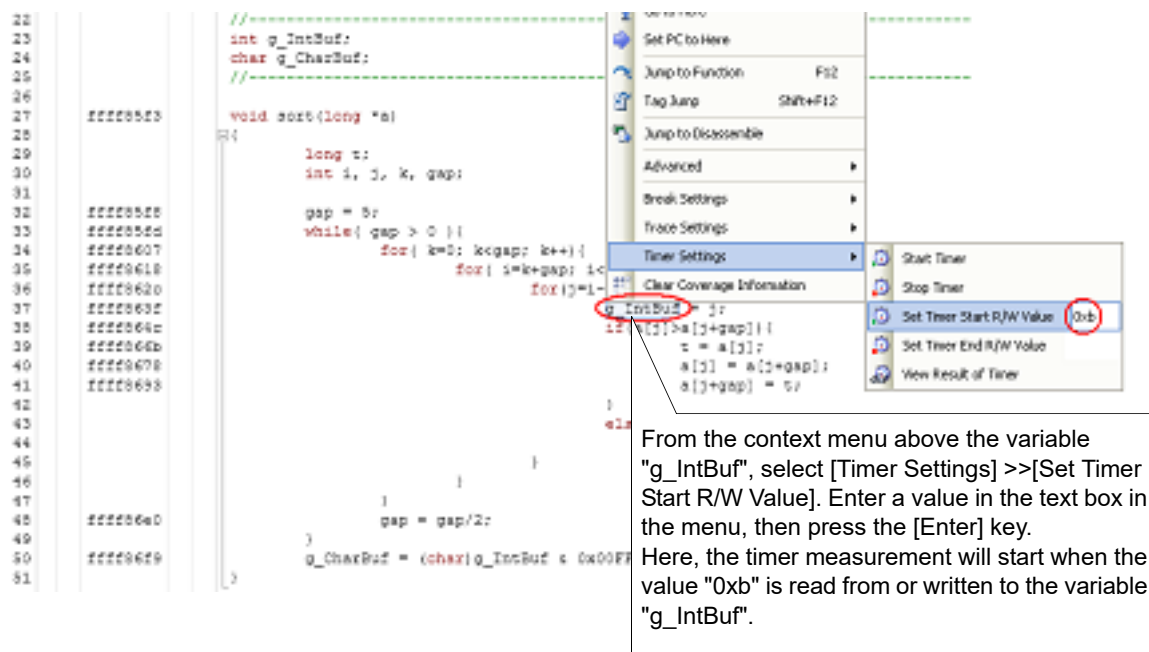 22 //------------------------------------------------------------
23 int g_IntBuf;
24 char g_CharBuf;
25 //------------------------------------------------------------
26
27 ffff85f3 void sort(long *a)
28 {
29 long t;
30 int i, j, k, gap;
31
32 ffff85f8 gap = 5;
33 ffff85fd while( gap > 0 ){
34 ffff8607 for( k=0; k<gap; k++){
35 ffff8618 for( i=k+gap; i<
36 for(j=i-
37 ffff863f g_IntBuf = j;
38 if(a[j]>a[j+gap]){
39 ffff866b t = a[j];
40 ffff8678 a[j] = a[j+gap];
41 ffff8693 a[j+gap] = t;
42 }
43 els
44
45 }
46 }
47 }
48 ffff86e0 gap = gap/2;
49 }
50 ffff86f9 g_CharBuf = (char)g_IntBuf & 0x00FF
51 }
Set PC to Here
Jump to Function F12
Tag Jump Shift+F12
Jump to Disassemble
Advanced
Break Settings
Trace Settings
Timer Settings
Clear Coverage Information
Start Timer
Stop Timer
Set Timer Start R/W Value 0xb
Set Timer End R/W Value
View Result of Timer
From the context menu above the variable
"g_IntBuf", select [Timer Settings] >>[Set Timer
Start R/W Value]. Enter a value in the text box in
the menu, then press the [Enter] key.
Here, the timer measurement will start when the
value "0xb" is read from or written to the variable
"g_IntBuf".